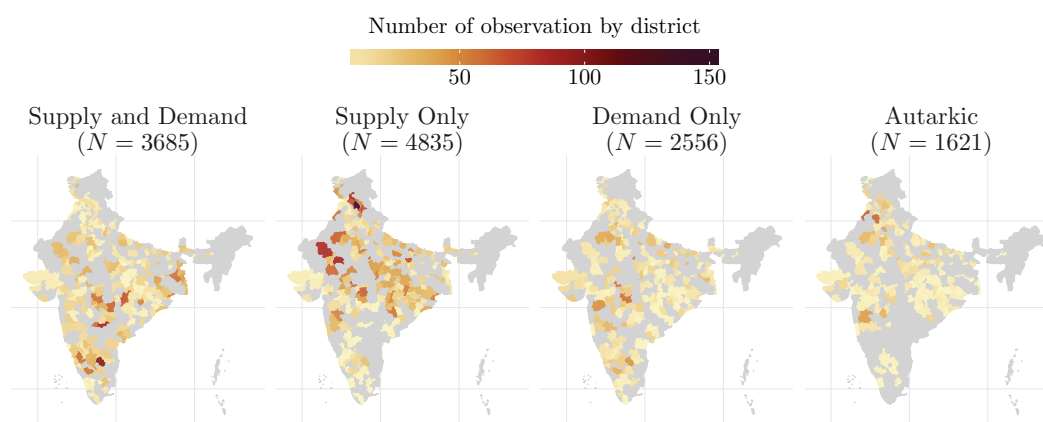 Number of observation by district
50 100 150
Supply and Demand
(N = 3685)
Supply Only
(N = 4835)
Demand Only
(N = 2556)
Autarkic
(N = 1621)